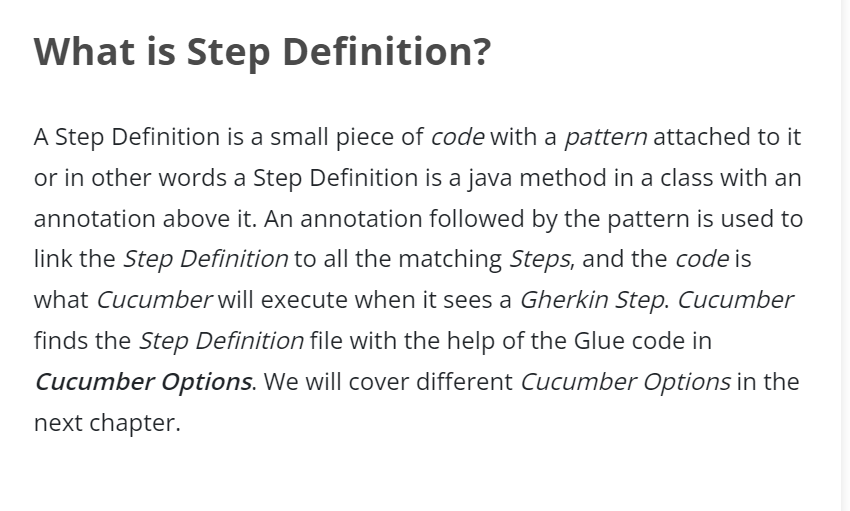 What is Step Definition?
A Step Definition is a small piece of code with a pattern attached to it
or in other words a Step Definition is a java method in a class with an
annotation above it. An annotation followed by the pattern is used to
link the Step Definition to all the matching Steps, and the code is
what Cucumber will execute when it sees a Gherkin Step. Cucumber
finds the Step Definition file with the help of the Glue code in
Cucumber Options. We will cover different Cucumber Options in the
next chapter.